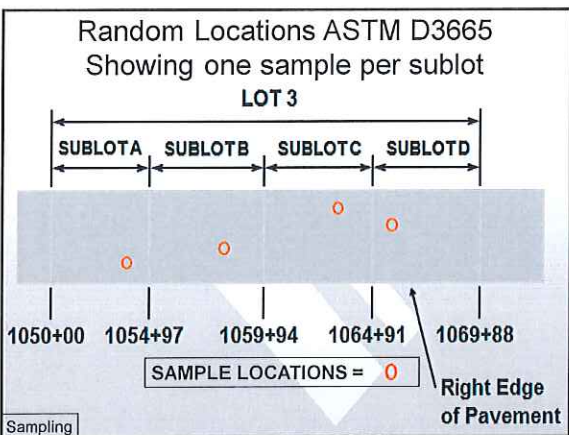 Random Locations ASTM D3665
Showing one sample per sublot
LOT 3
SUBLOTA SUBLOTB SUBLOTC SUBLOTD
1050+00 1054+97 1059+94 1064+91 1069+88
SAMPLE LOCATIONS = O
Right Edge
of Pavement
Sampling